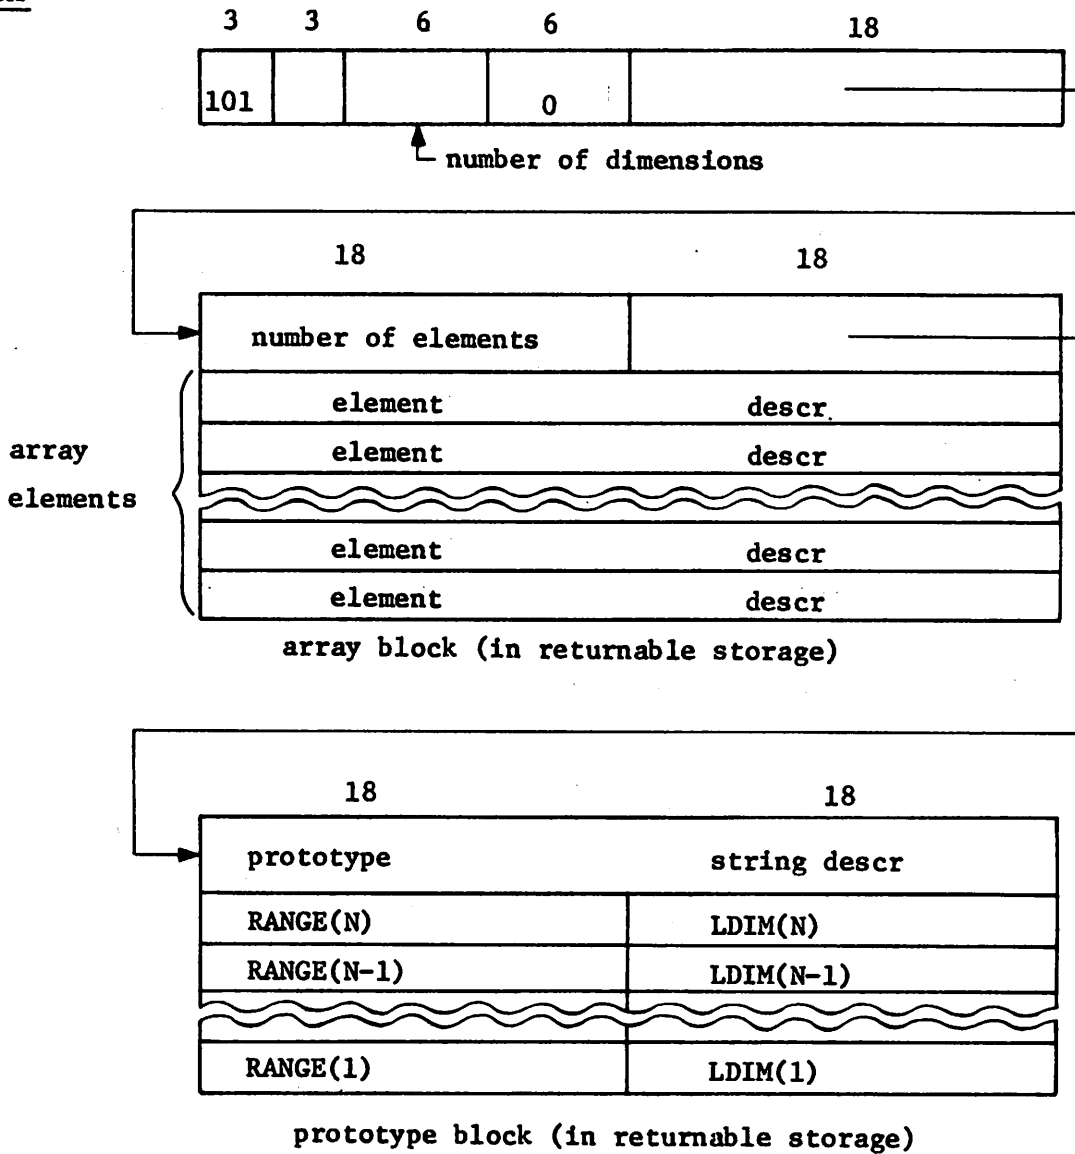 3 3 6 6 18
101 0
number of dimensions
18 18
number of elements
element descr
element descr
array
elements
element descr
element descr
array block (in returnable storage)
18 18
prototype string descr
RANGE(N) LDIM(N)
RANGE(N-1) LDIM(N-1)
RANGE(1) LDIM(1)
prototype block (in returnable storage)